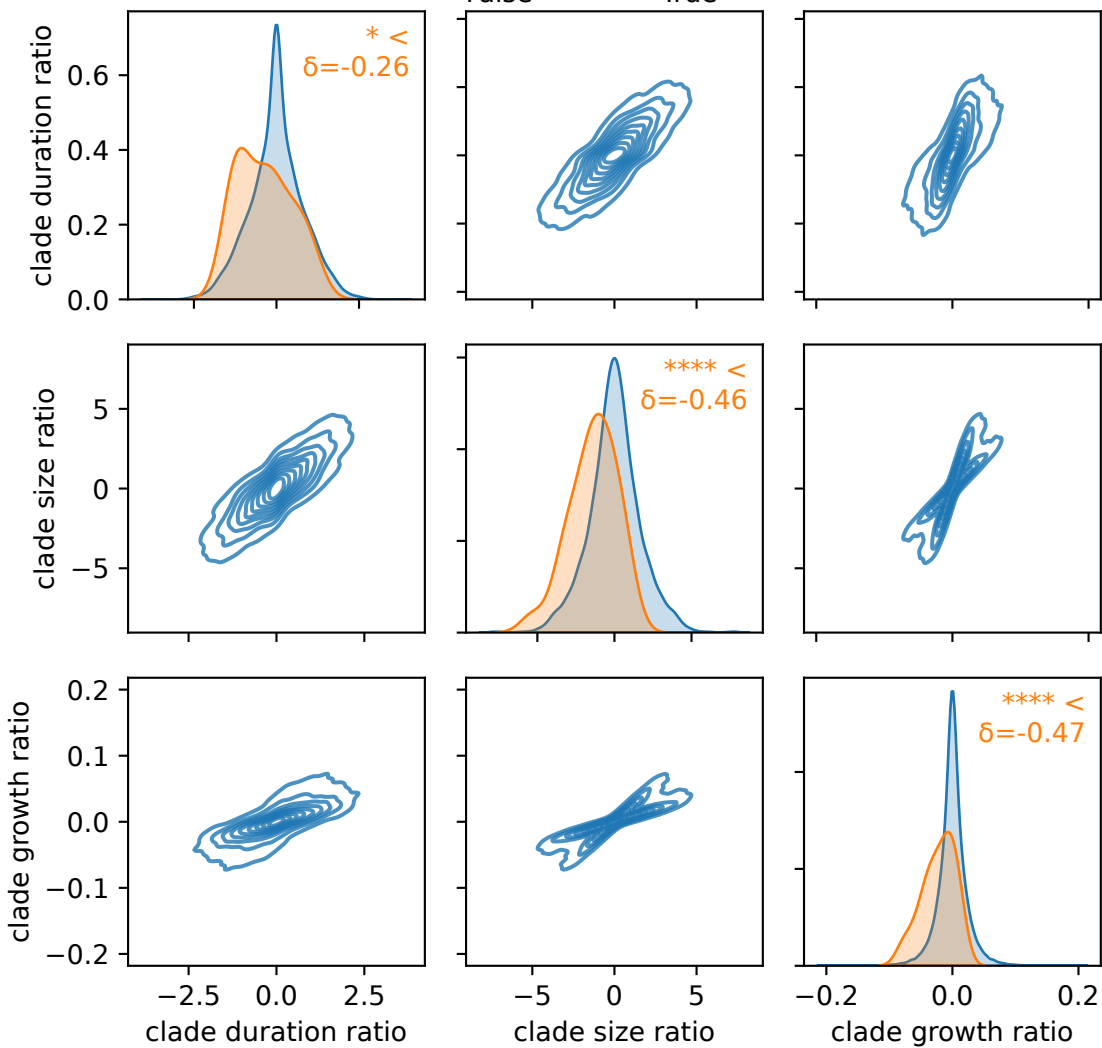 * <
δ=-0.26
clade duration ratio
0.6
0.4
0.2
0.0
**** <
δ=-0.46
clade size ratio
5
0
−5
**** <
δ=-0.47
clade growth ratio
0.2
0.1
0.0
−0.1
−0.2
−2.5 0.0 2.5
−5 0 5
−0.2 0.0 0.2
clade duration ratio
clade size ratio
clade growth ratio